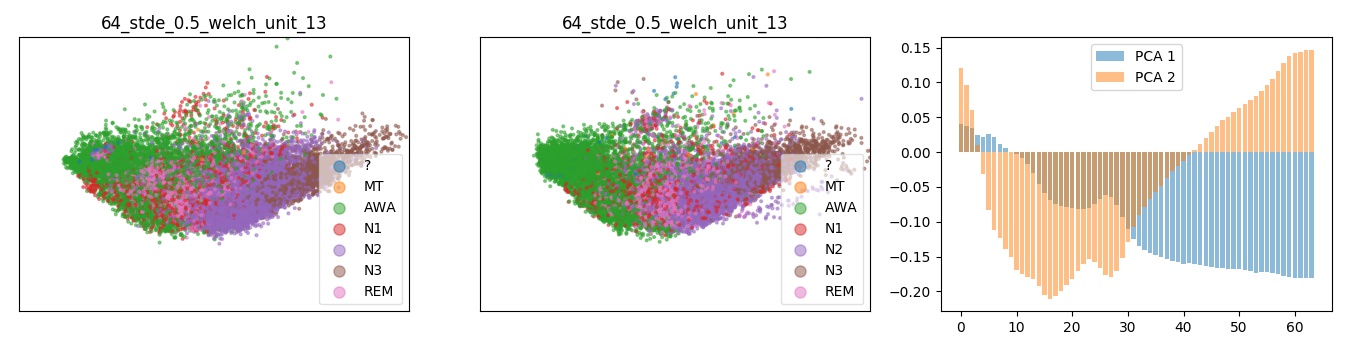 64_stde_0.5_welch_unit_13
?
MT
AWA
N1
N2
N3
REM
64_stde_0.5_welch_unit_13
?
MT
AWA
N1
N2
N3
REM
PCA 1
PCA 2
0.15
0.10
0.05
0.00
−0.05
−0.10
−0.15
−0.20
0 10 20 30 40 50 60